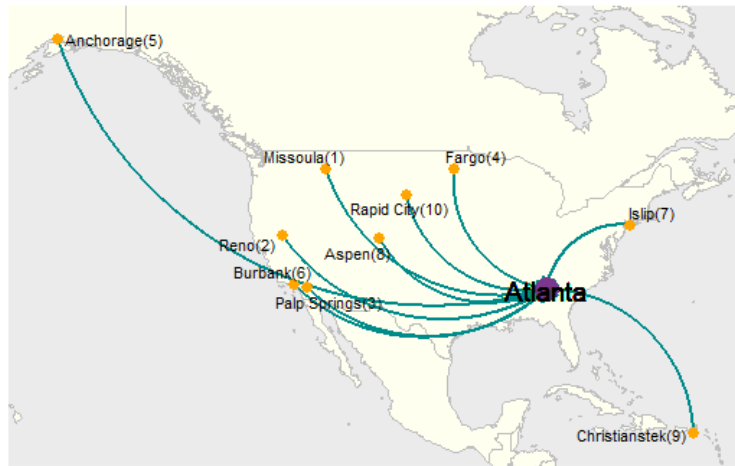 Anchorage(5)
Missoula(1)
Fargo(4)
Rapid City(10)
Islip(7)
Reno(2)
Aspen(8)
Burbank(6)
Atlanta
Palp Springs(3)
Christianstek(9)